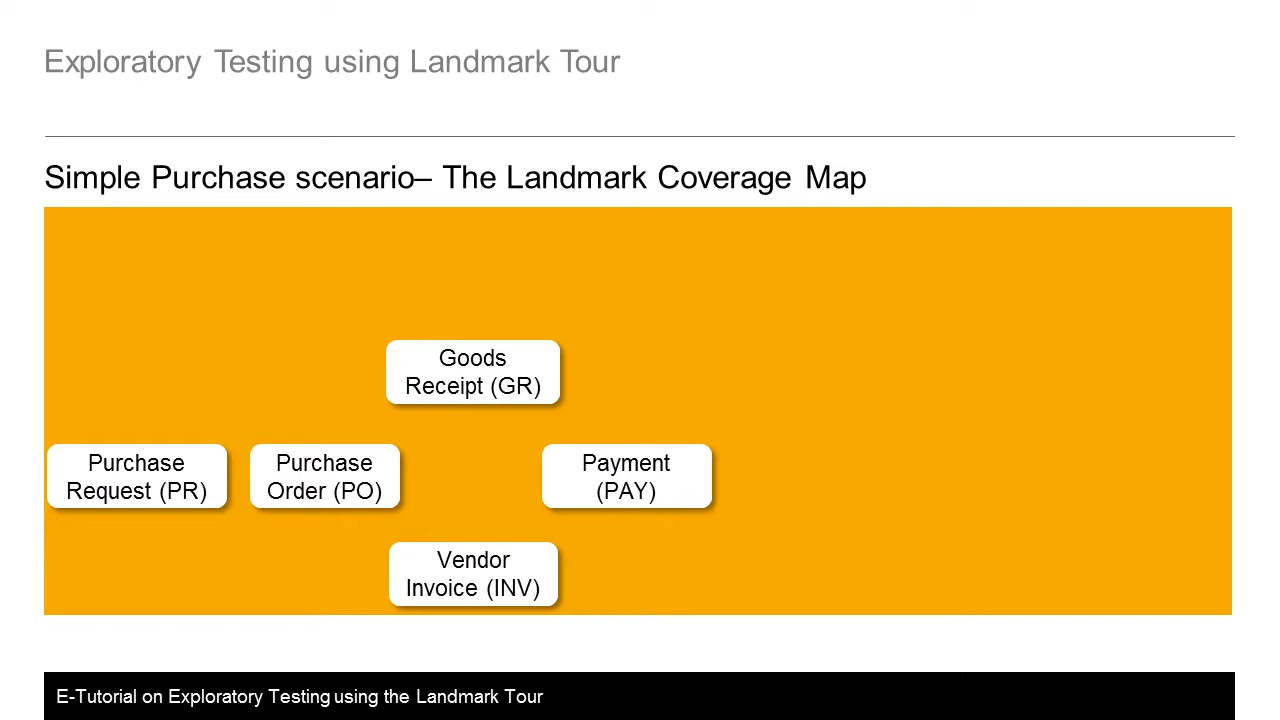 Exploratory Testing using Landmark Tour
Simple Purchase scenario– The Landmark Coverage Map
Goods
Receipt (GR)
Purchase
Request (PR)
Purchase
Order (PO)
Payment
(PAY)
Vendor
Invoice (INV)
E-Tutorial on Exploratory Testing using the Landmark Tour